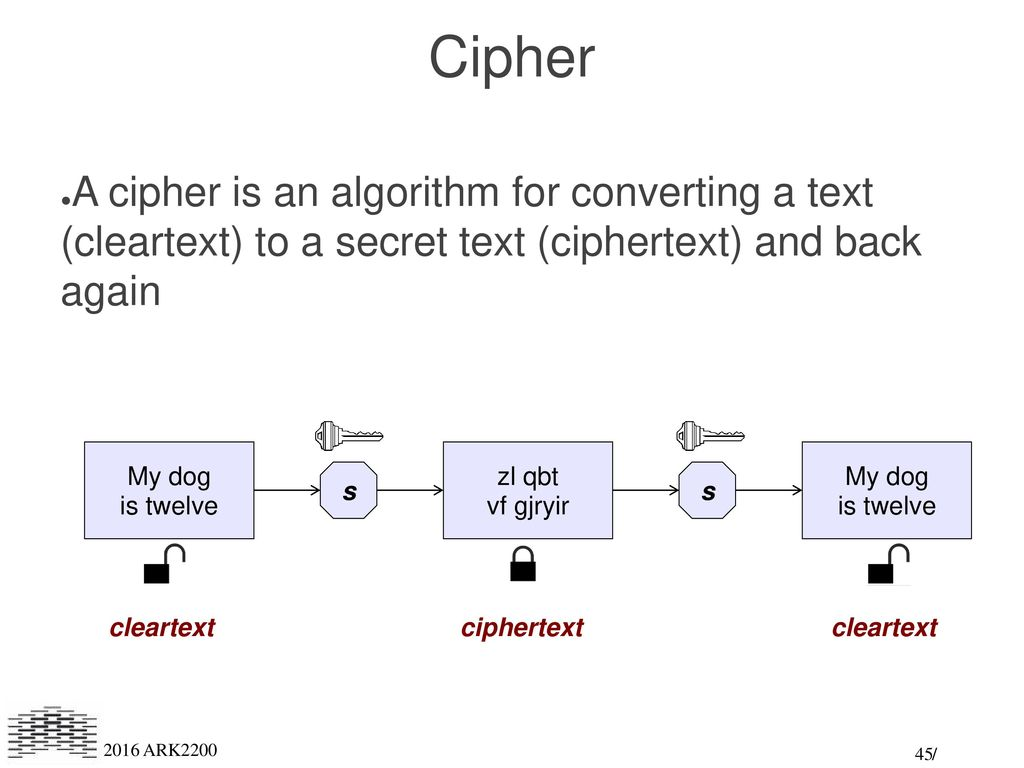 Cipher
●A cipher is an algorithm for converting a text
(cleartext) to a secret text (ciphertext) and back
again
My dog
is twelve
s
zl qbt
vf gjryir
s
My dog
is twelve
cleartext
ciphertext
cleartext
2016 ARK2200
45/